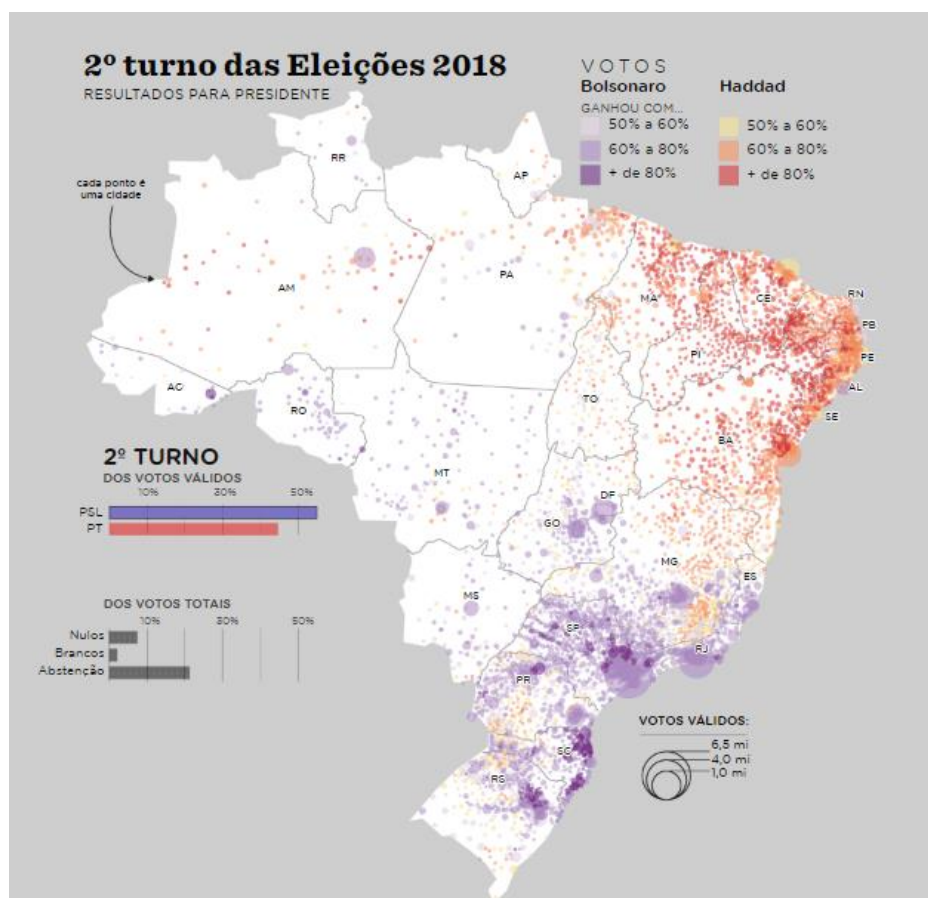 2º turno das Eleições 2018
RESULTADOS PARA PRESIDENTE
VOTOS
Bolsonaro Haddad
GANHOU COM...
50% a 60% 50% a 60%
60% a 80% 60% a 80%
+ de 80% + de 80%
cada ponto é
uma cidade
RR
AP
AM
PA
MA
CE
RN
PB
PE
PI
AL
SE
AC
RO
TO
BA
MT
DF
GO
MG
ES
MS
SP
RJ
PR
SC
RS
2º TURNO
DOS VOTOS VÁLIDOS
10% 30% 50%
PSL
PT
DOS VOTOS TOTAIS
10% 30% 50%
Nulos
Brancos
Abstenção
VOTOS VÁLIDOS:
6,5 mi
4,0 mi
1,0 mi